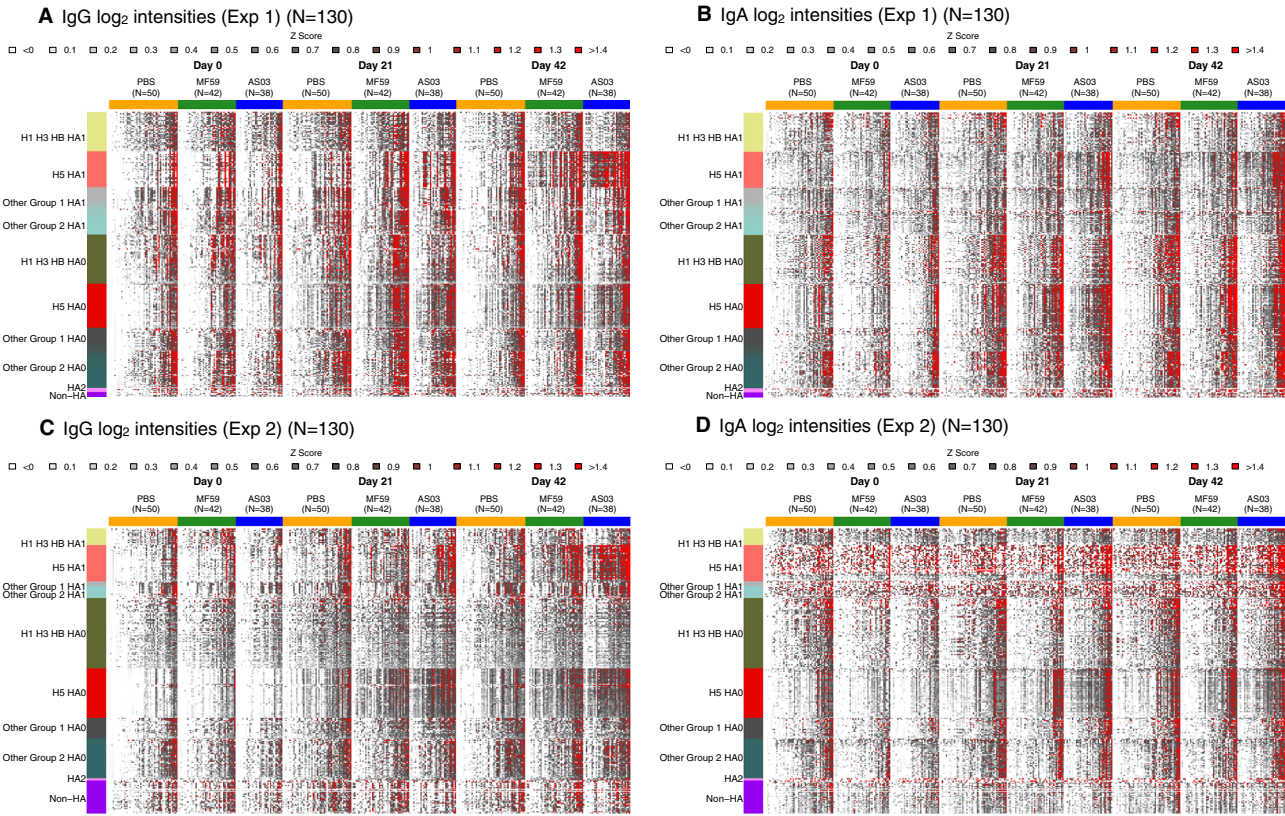 A IgG log2 intensities (Exp 1) (N=130)
Z Score
<0 0.1 0.2 0.3 0.4 0.5 0.6 0.7 0.8 0.9 1 1.1 1.2 1.3 >1.4
Day 0 Day 21 Day 42
PBS MF59 AS03 PBS MF59 AS03 PBS MF59 AS03
(N=50) (N=42) (N=38) (N=50) (N=42) (N=38) (N=50) (N=42) (N=38)
H1 H3 HB HA1
H5 HA1
Other Group 1 HA1
Other Group 2 HA1
H1 H3 HB HA0
H5 HA0
Other Group 1 HA0
Other Group 2 HA0
HA2
Non−HA
B IgA log2 intensities (Exp 1) (N=130)
Z Score
<0 0.1 0.2 0.3 0.4 0.5 0.6 0.7 0.8 0.9 1 1.1 1.2 1.3 >1.4
Day 0 Day 21 Day 42
PBS MF59 AS03 PBS MF59 AS03 PBS MF59 AS03
(N=50) (N=42) (N=38) (N=50) (N=42) (N=38) (N=50) (N=42) (N=38)
H1 H3 HB HA1
H5 HA1
Other Group 1 HA1
Other Group 2 HA1
H1 H3 HB HA0
H5 HA0
Other Group 1 HA0
Other Group 2 HA0
HA2
Non−HA
C IgG log2 intensities (Exp 2) (N=130)
Z Score
<0 0.1 0.2 0.3 0.4 0.5 0.6 0.7 0.8 0.9 1 1.1 1.2 1.3 >1.4
Day 0 Day 21 Day 42
PBS MF59 AS03 PBS MF59 AS03 PBS MF59 AS03
(N=50) (N=42) (N=38) (N=50) (N=42) (N=38) (N=50) (N=42) (N=38)
H1 H3 HB HA1
H5 HA1
Other Group 1 HA1
Other Group 2 HA1
H1 H3 HB HA0
H5 HA0
Other Group 1 HA0
Other Group 2 HA0
HA2
Non−HA
D IgA log2 intensities (Exp 2) (N=130)
Z Score
<0 0.1 0.2 0.3 0.4 0.5 0.6 0.7 0.8 0.9 1 1.1 1.2 1.3 >1.4
Day 0 Day 21 Day 42
PBS MF59 AS03 PBS MF59 AS03 PBS MF59 AS03
(N=50) (N=42) (N=38) (N=50) (N=42) (N=38) (N=50) (N=42) (N=38)
H1 H3 HB HA1
H5 HA1
Other Group 1 HA1
Other Group 2 HA1
H1 H3 HB HA0
H5 HA0
Other Group 1 HA0
Other Group 2 HA0
HA2
Non−HA